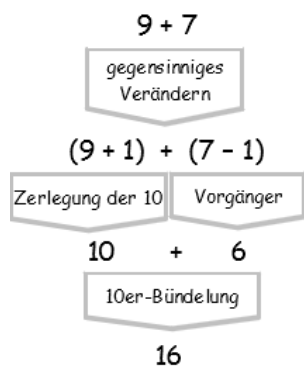 9 + 7
gegensinniges
Verändern
(9 + 1) + (7 – 1)
Zerlegung der 10 Vorgänger
10 + 6
10er-Bündelung
16